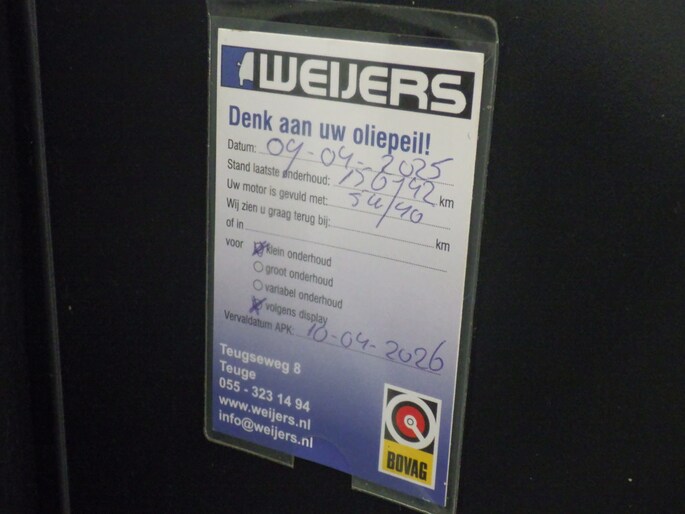 WEIJERS
Denk aan uw oliepeil!
Datum: 09-04-2025
Stand laatste onderhoud: 150142 km
Uw motor is gevuld met: 5w/40
Wij zien u graag terug bij: km
of in
voor klein onderhoud
groot onderhoud
variabel onderhoud
volgens display
Vervaldatum APK: 10-04-2026
Teugseweg 8
Teuge
055 - 323 14 94
www.weijers.nl
info@weijers.nl
BOVAG